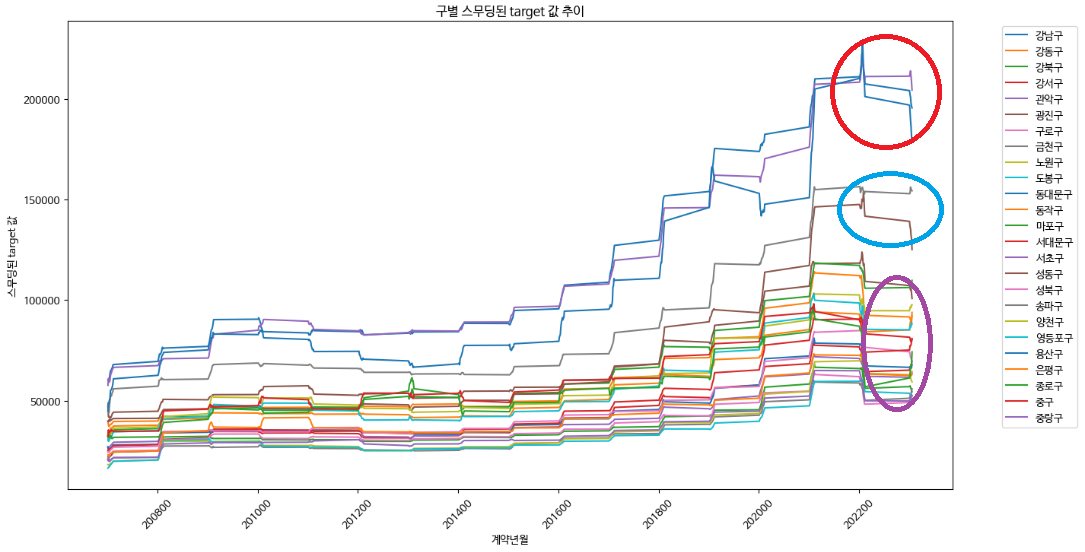 구별 스무딩된 target 값 추이
스무딩된 target 값
200000
150000
100000
50000
200800
201000
201200
201400
201600
201800
202000
202200
계약년월
강남구
강동구
강북구
강서구
관악구
광진구
구로구
금천구
노원구
도봉구
동대문구
동작구
마포구
서대문구
서초구
성동구
성북구
송파구
양천구
영등포구
용산구
은평구
종로구
중구
중랑구